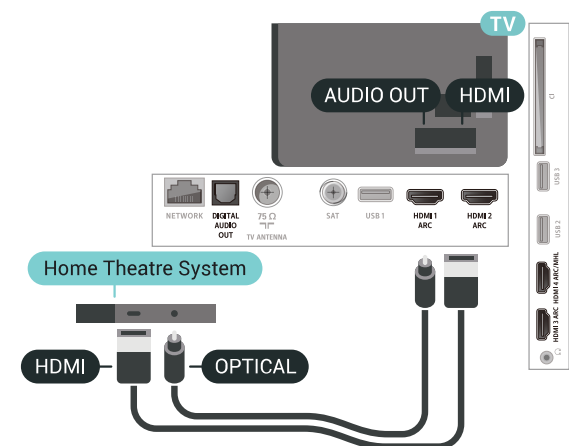 TV
AUDIO OUT
HDMI
CI
USB 3
USB 2
HDMI 4 ARC/MHL
HDMI 3 ARC
NETWORK
DIGITAL
AUDIO
OUT
75 Ω
TV ANTENNA
SAT
USB 1
HDMI 1
ARC
HDMI 2
ARC
Home Theatre System
HDMI
OPTICAL